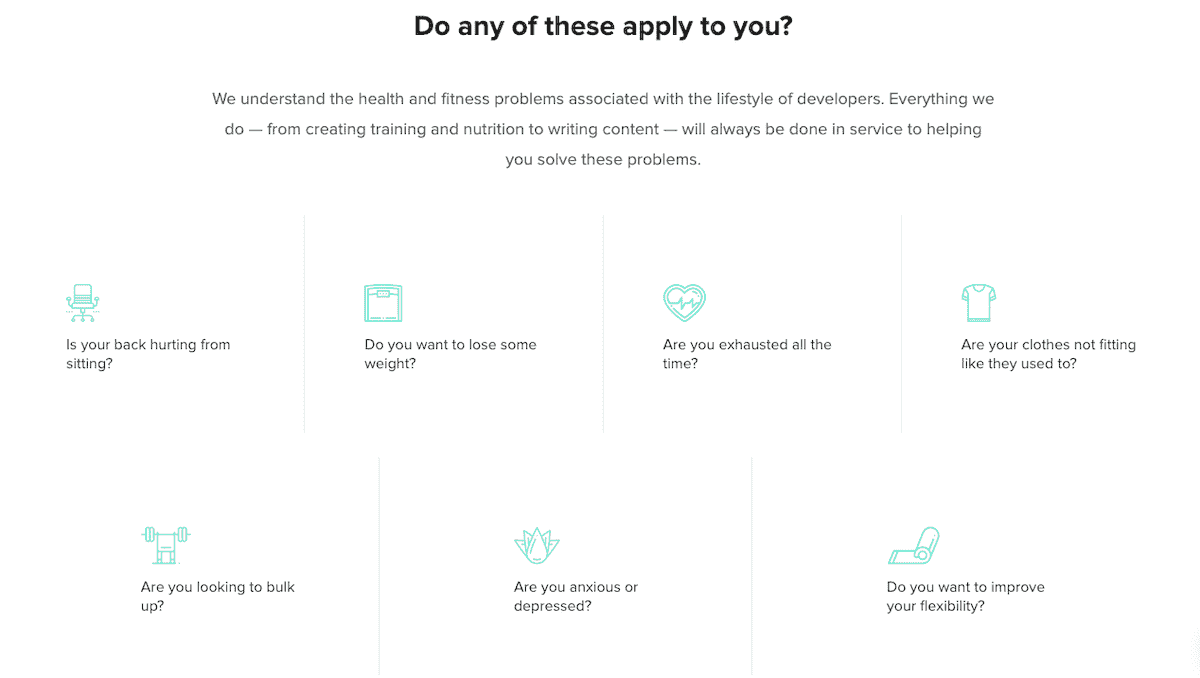 Do any of these apply to you?
We understand the health and fitness problems associated with the lifestyle of developers. Everything we
do — from creating training and nutrition to writing content — will always be done in service to helping
you solve these problems.
Is your back hurting from
sitting?
Do you want to lose some
weight?
Are you exhausted all the
time?
Are your clothes not fitting
like they used to?
Are you looking to bulk
up?
Are you anxious or
depressed?
Do you want to improve
your flexibility?